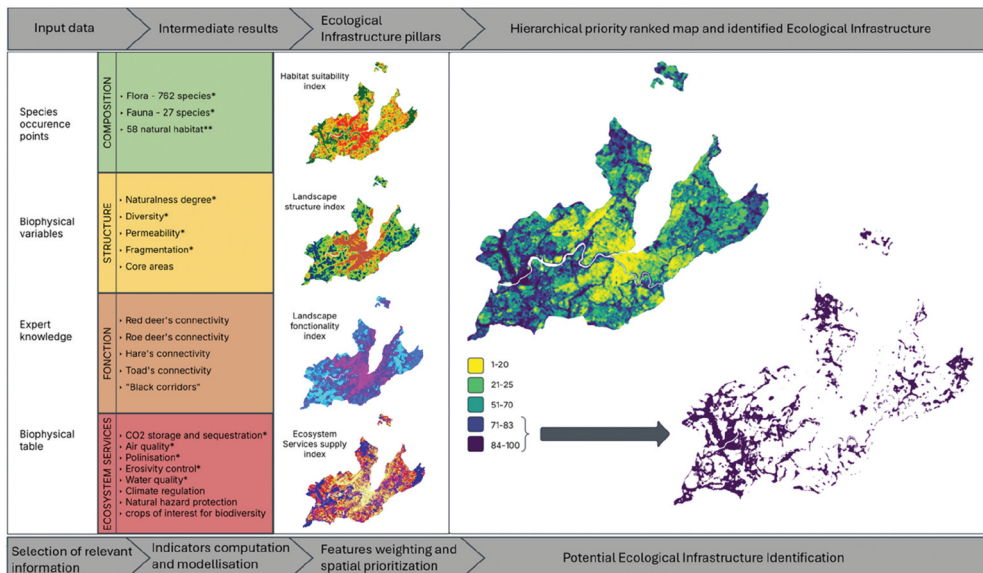 Input data
Intermediate results
Ecological
Infrastructure pillars
Hierarchical priority ranked map and identified Ecological Infrastructure
Species
occurence
points
COMPOSITION
‣ Flora - 762 species*
‣ Fauna - 27 species*
‣ 58 natural habitat**
Habitat suitability
index
Biophysical
variables
STRUCTURE
‣ Naturalness degree*
‣ Diversity*
‣ Permeability*
‣ Fragmentation*
‣ Core areas
Landscape
structure index
Expert
knowledge
FONCTION
‣ Red deer's connectivity
‣ Roe deer's connectivity
‣ Hare's connectivity
‣ Toad's connectivity
‣ "Black corridors"
Landscape
fonctionality
index
Biophysical
table
ECOSYSTEM SERVICES
‣ CO2 storage and sequestration*
‣ Air quality*
‣ Polinisation*
‣ Erosivity control*
‣ Water quality*
‣ Climate regulation
‣ Natural hazard protection
‣ crops of interest for biodiversity
Ecosystem
Services supply
index
1-20
21-25
51-70
71-83
84-100
Selection of relevant
information
Indicators computation
and modellisation
Features weighting and
spatial prioritization
Potential Ecological Infrastructure Identification